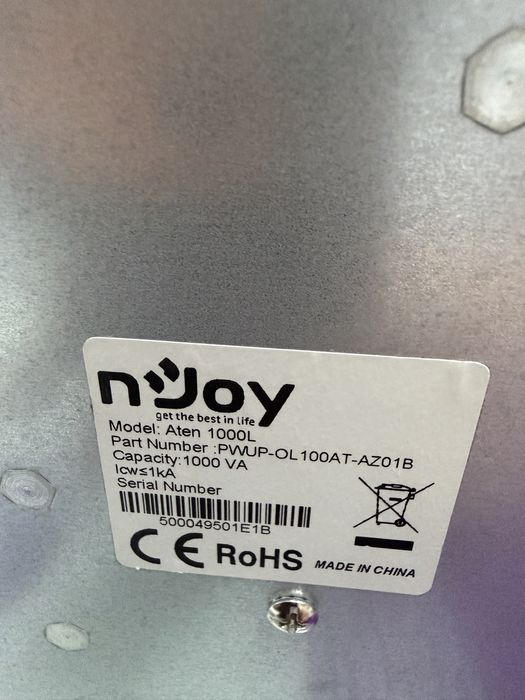 nJoy
get the best in life
Model: Aten 1000L
Part Number :PWUP-OL100AT-AZ01B
Capacity:1000 VA
Icw≤1kA
Serial Number
500049501E1B
CE RoHS MADE IN CHINA